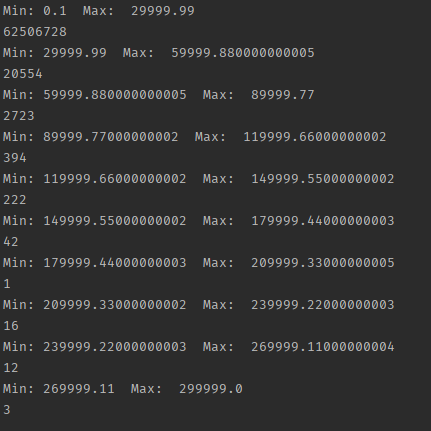 Min: 0.1  Max:  29999.99
62506728
Min: 29999.99  Max:  59999.880000000005
20554
Min: 59999.880000000005  Max:  89999.77
2723
Min: 89999.77000000002  Max:  119999.66000000002
394
Min: 119999.66000000002  Max:  149999.55000000002
222
Min: 149999.55000000002  Max:  179999.44000000003
42
Min: 179999.44000000003  Max:  209999.33000000005
1
Min: 209999.33000000002  Max:  239999.22000000003
16
Min: 239999.22000000003  Max:  269999.11000000004
12
Min: 269999.11  Max:  299999.0
3